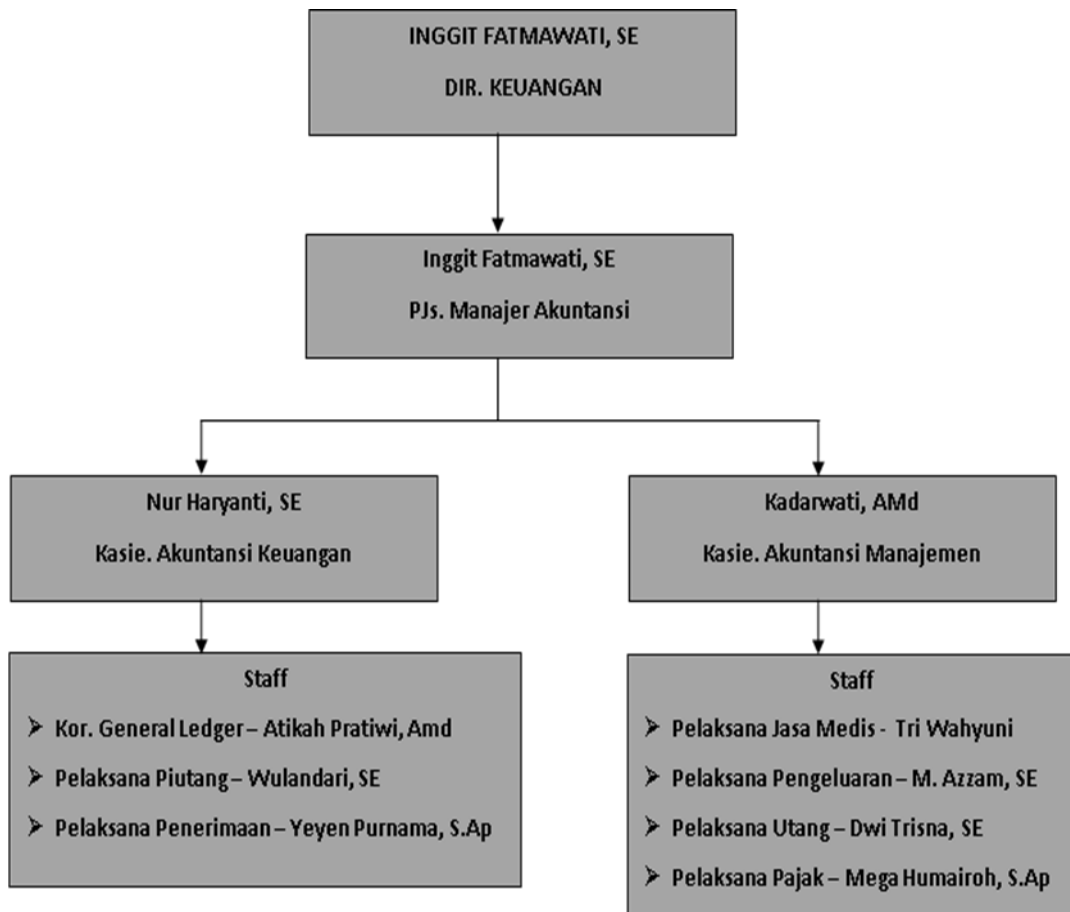 INGGIT FATMAWATI, SE
DIR. KEUANGAN
Inggit Fatmawati, SE
PJs. Manajer Akuntansi
Nur Haryanti, SE
Kasie. Akuntansi Keuangan
Kadarwati, AMd
Kasie. Akuntansi Manajemen
Staff
➢ Kor. General Ledger – Atikah Pratiwi, Amd
➢ Pelaksana Piutang – Wulandari, SE
➢ Pelaksana Penerimaan – Yeyen Purnama, S.Ap
Staff
➢ Pelaksana Jasa Medis - Tri Wahyuni
➢ Pelaksana Pengeluaran – M. Azzam, SE
➢ Pelaksana Utang – Dwi Trisna, SE
➢ Pelaksana Pajak – Mega Humairoh, S.Ap